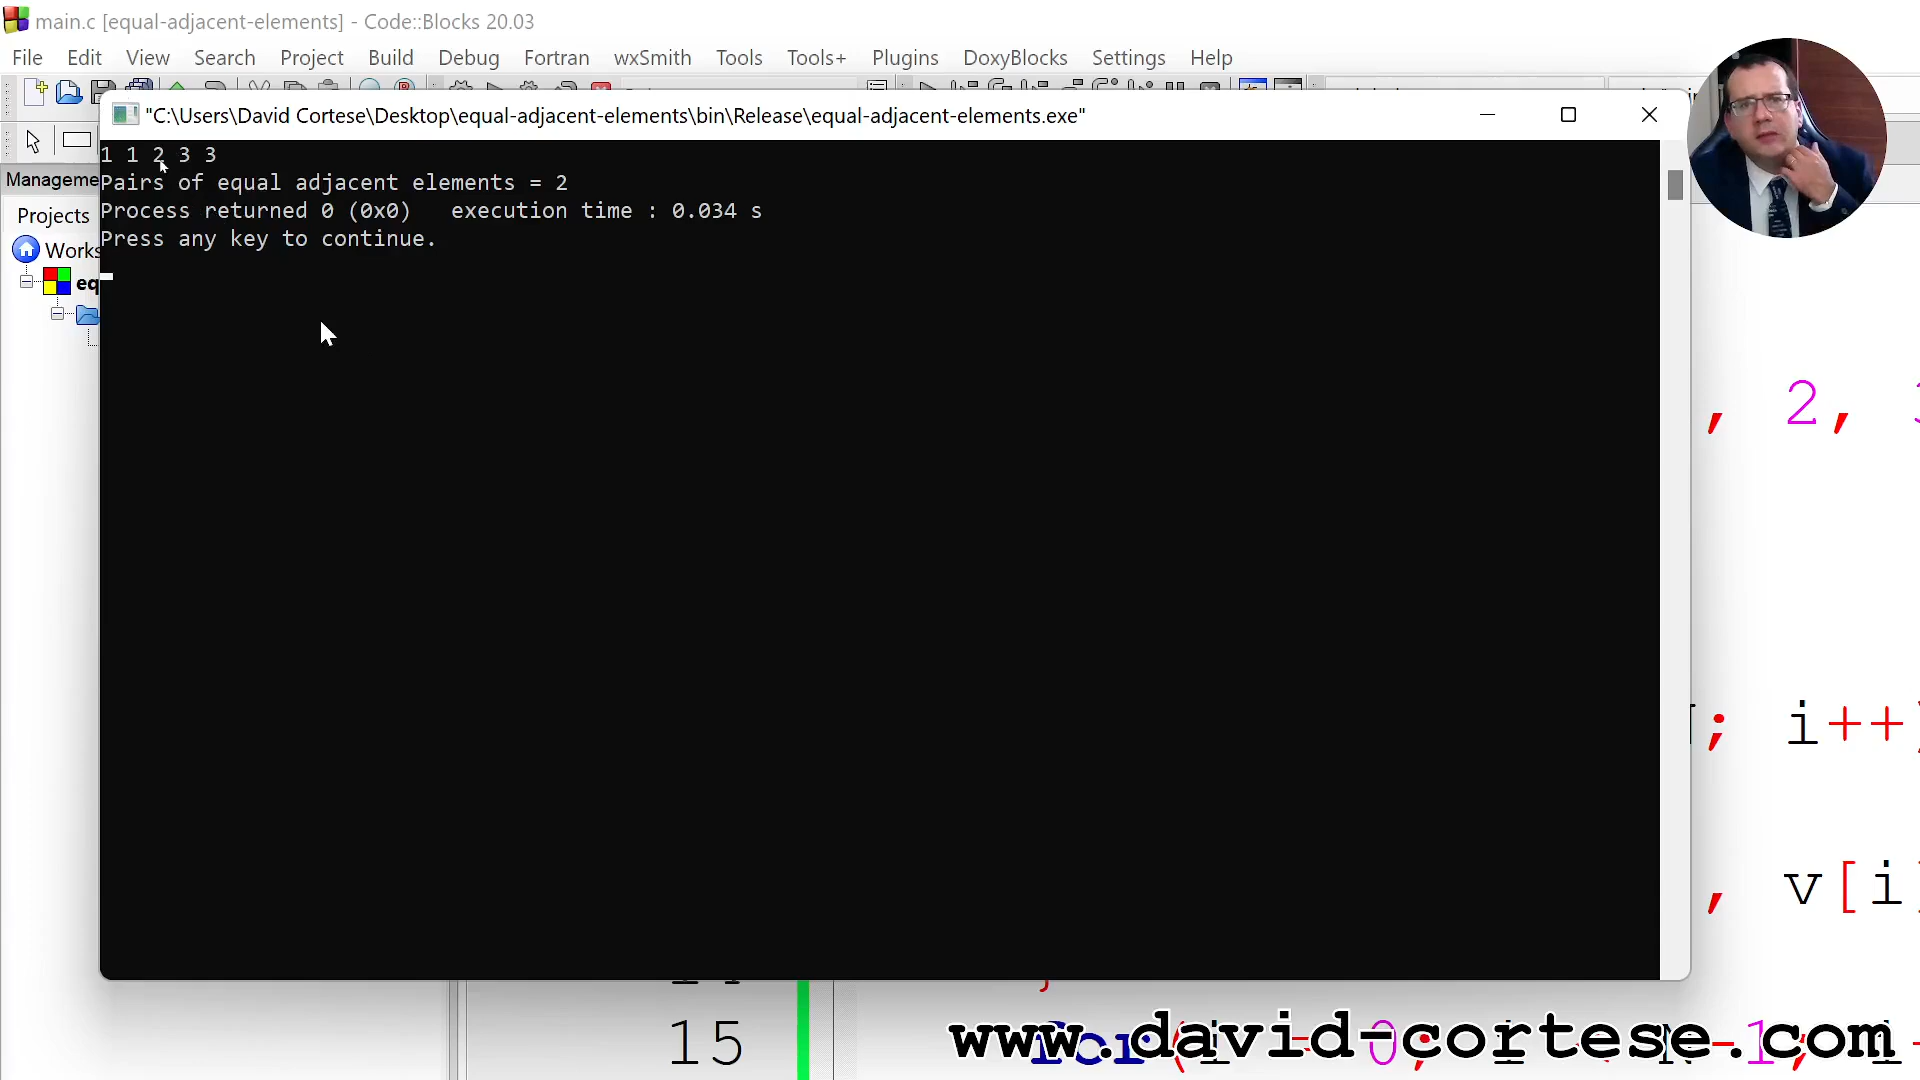 main.c [equal-adjacent-elements] - Code::Blocks 20.03
File Edit View Search Project Build Debug Fortran wxSmith Tools Tools+ Plugins DoxyBlocks Settings Help
"C:\Users\David Cortese\Desktop\equal-adjacent-elements\bin\Release\equal-adjacent-elements.exe"
1 1 2 3 3
Pairs of equal adjacent elements = 2
Process returned 0 (0x0) execution time : 0.034 s
Press any key to continue.
Manageme
Projects
Works
eq
, 2,
; i++)
, v[i]
15
www.david-cortese.com